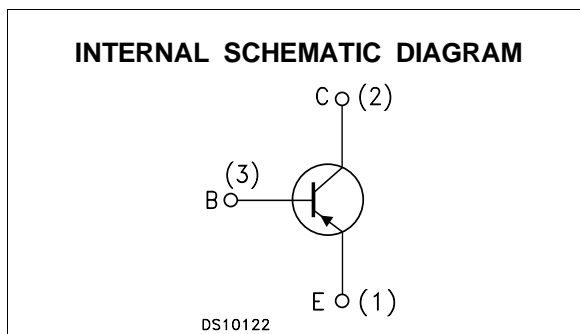 INTERNAL SCHEMATIC DIAGRAM
C (2)
(3)
B
E (1)
DS10122